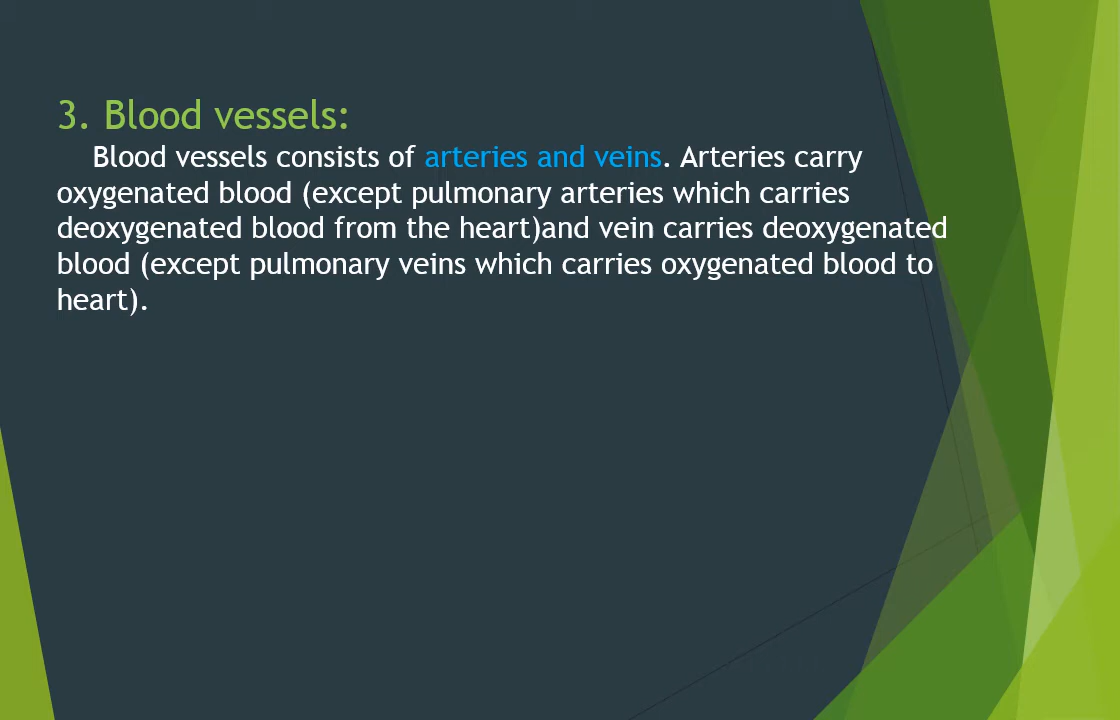 3. Blood vessels:
Blood vessels consists of arteries and veins. Arteries carry
oxygenated blood (except pulmonary arteries which carries
deoxygenated blood from the heart)and vein carries deoxygenated
blood (except pulmonary veins which carries oxygenated blood to
heart).